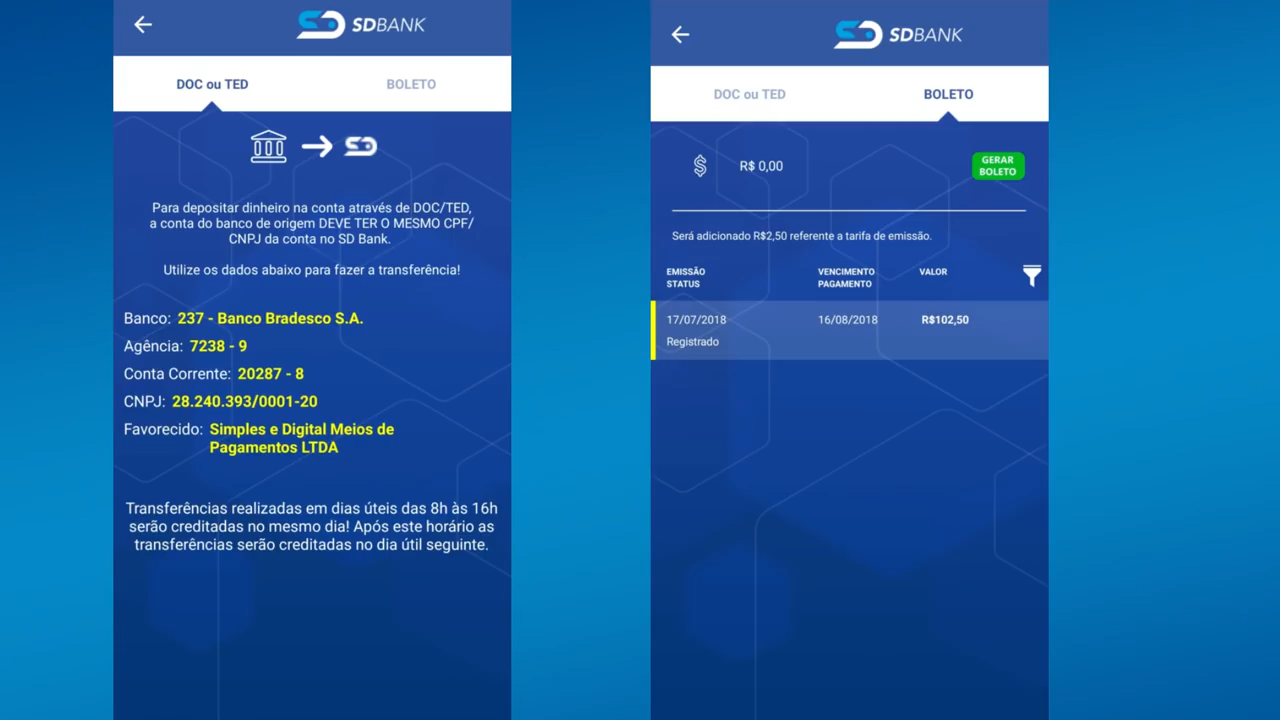 SDBANK
DOC ou TED
BOLETO
Para depositar dinheiro na conta através de DOC/TED,
a conta do banco de origem DEVE TER O MESMO CPF/
CNPJ da conta no SD Bank.
Utilize os dados abaixo para fazer a transferência!
Banco: 237 - Banco Bradesco S.A.
Agência: 7238 - 9
Conta Corrente: 20287 - 8
CNPJ: 28.240.393/0001-20
Favorecido: Simples e Digital Meios de
Pagamentos LTDA
Transferências realizadas em dias úteis das 8h às 16h
serão creditadas no mesmo dia! Após este horário as
transferências serão creditadas no dia útil seguinte.
SDBANK
DOC ou TED
BOLETO
R$ 0,00
GERAR
BOLETO
Será adicionado R$2,50 referente a tarifa de emissão.
EMISSÃO VENCIMENTO VALOR
STATUS PAGAMENTO
17/07/2018 16/08/2018 R$102,50
Registrado